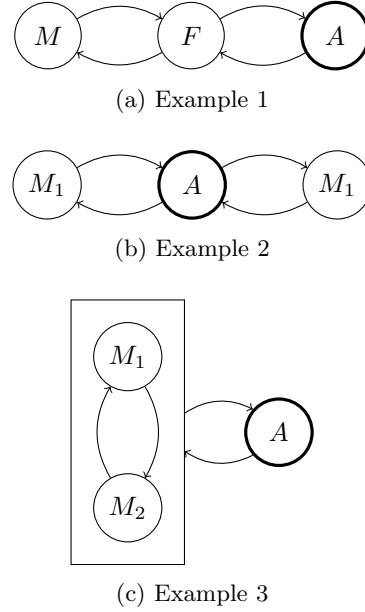 M F A
(a) Example 1
M1 A M1
(b) Example 2
M1
A
M2
(c) Example 3